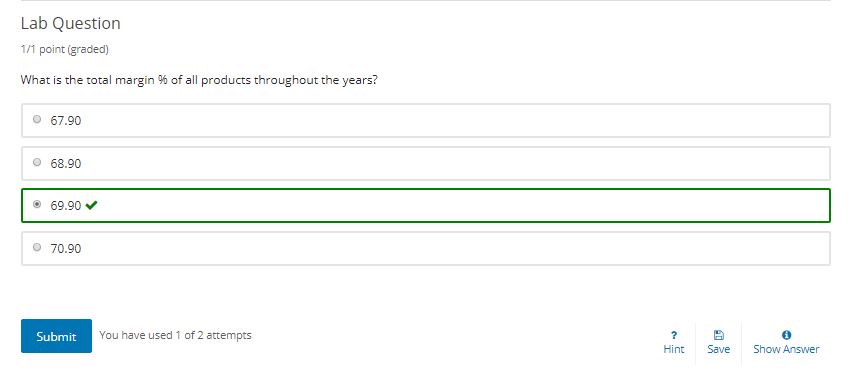 Lab Question
1/1 point (graded)
What is the total margin % of all products throughout the years?
67.90
68.90
69.90
70.90
Submit You have used 1 of 2 attempts
? Hint Save Show Answer